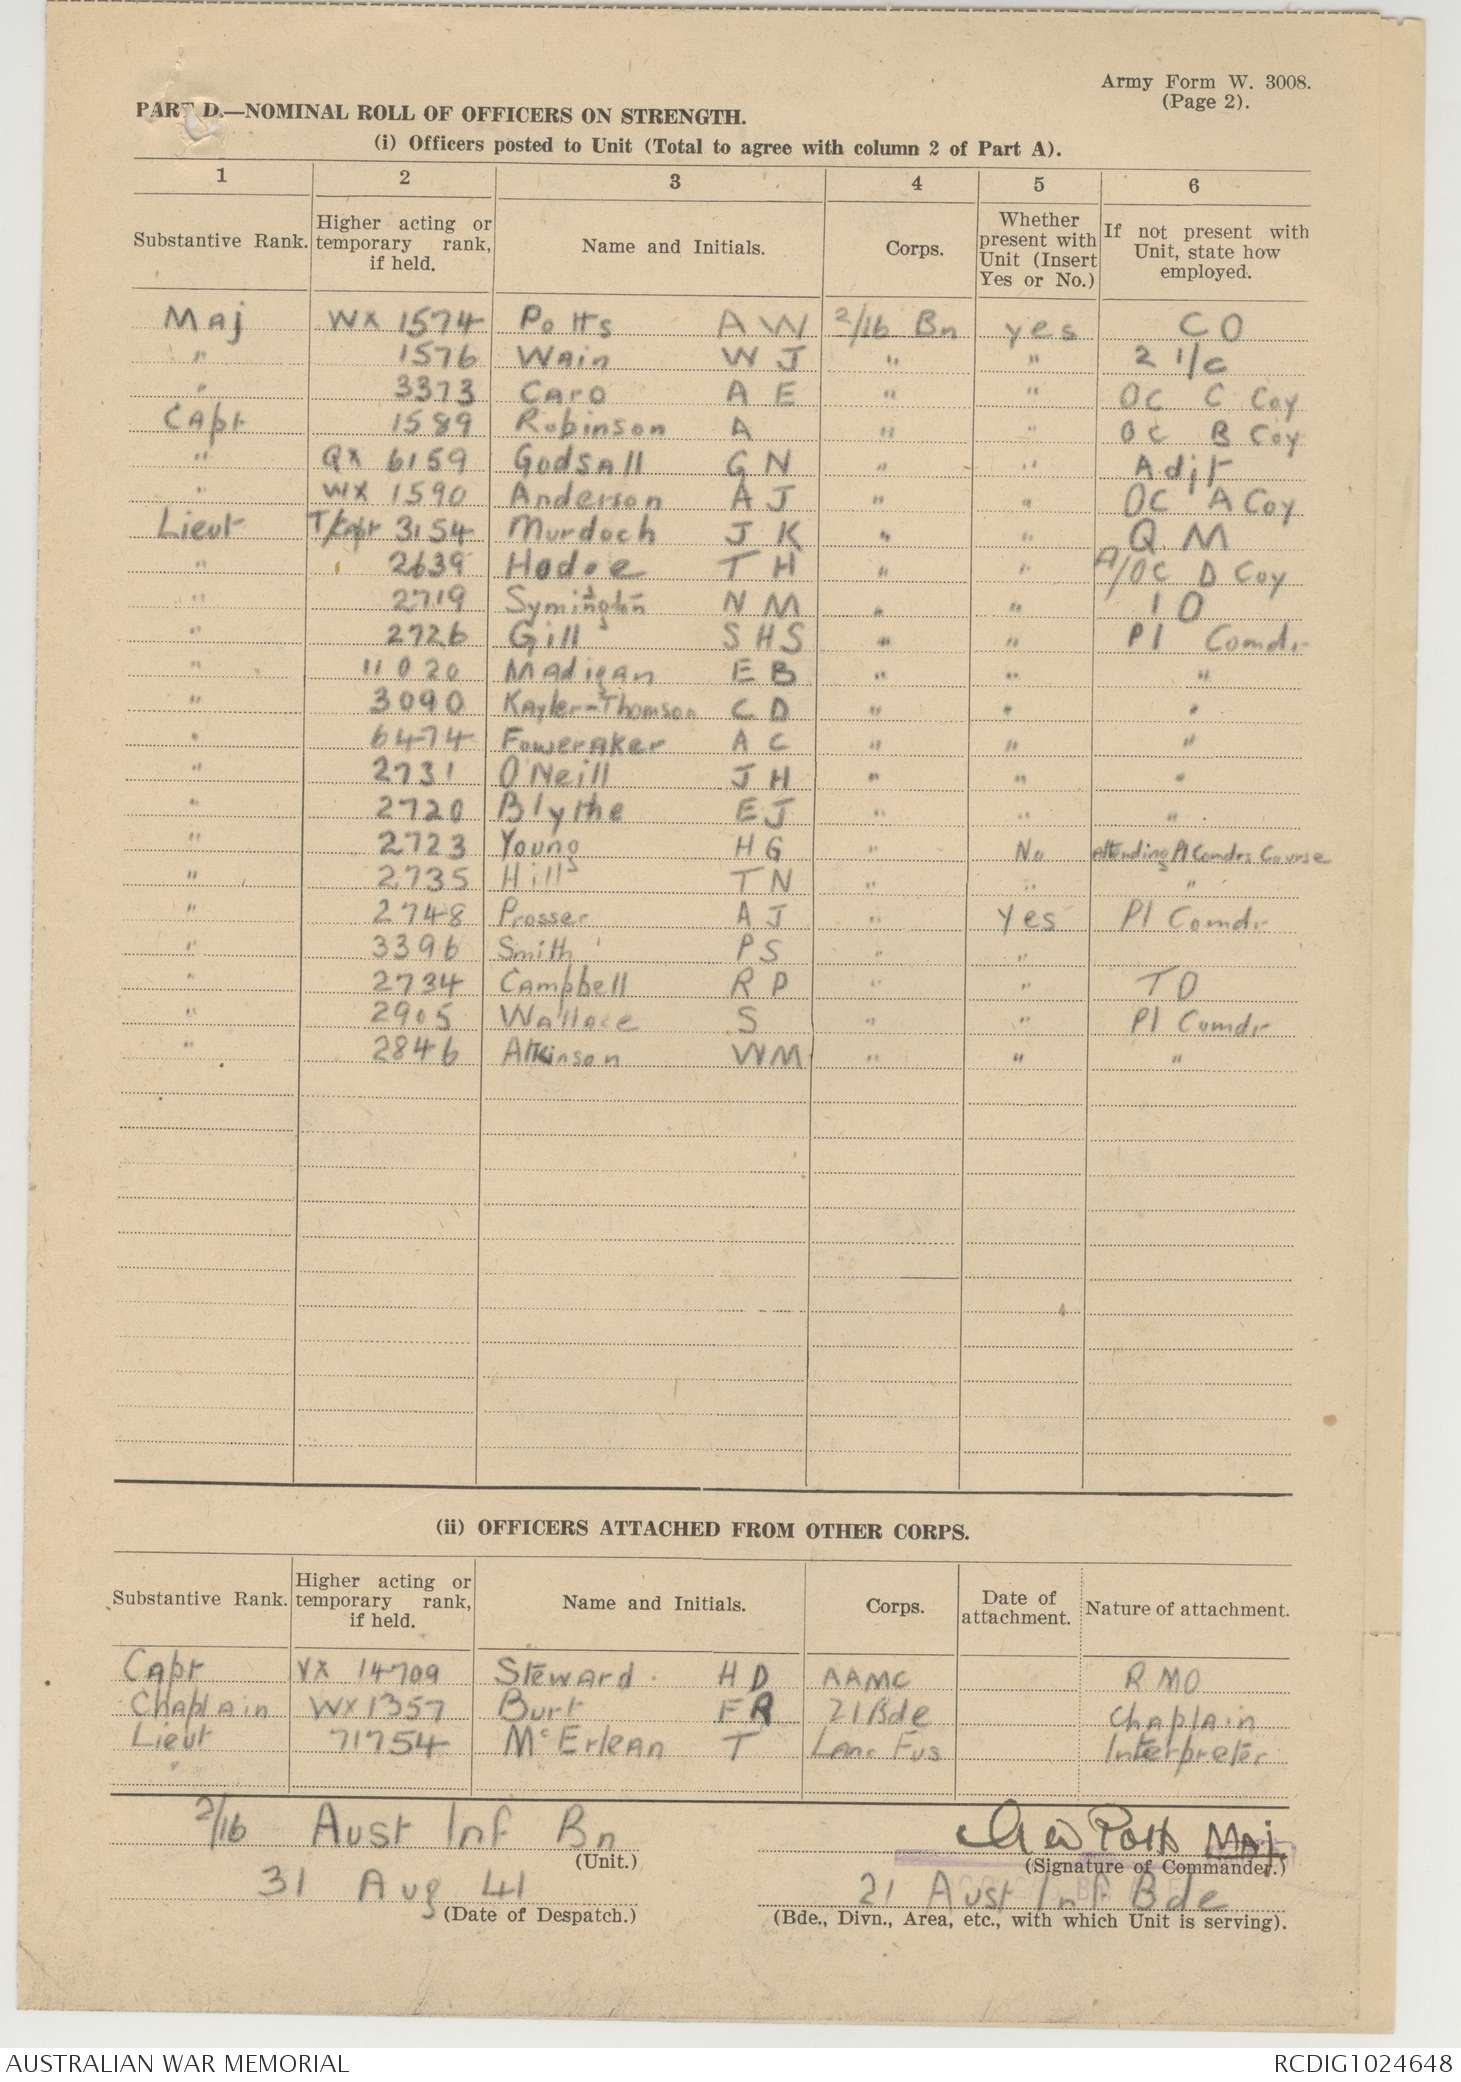 Army Form W. 3008.
(Page 2).
PART D.—NOMINAL ROLL OF OFFICERS ON STRENGTH.
(i) Officers posted to Unit (Total to agree with column 2 of Part A).
1 2 3 4 5 6
Substantive Rank. Higher acting or temporary rank, if held. Name and Initials. Corps. Whether present with Unit (Insert Yes or No.) If not present with Unit, state how employed.
Maj WX 1574 Potts A W 2/16 Bn yes C O
" 1576 Wain W J " " 2 i/c
" 3373 Caro A E " " OC C Coy
Capt 1589 Robinson A " " OC B Coy
" QX 6159 Godsall G N " " Adjt
" WX 1590 Anderson A J " " OC A Coy
Lieut T/Capt 3154 Murdoch J K " " Q M
" 2639 Hodge T H " " A/OC D Coy
" 2719 Symington N M " " I O
" 2726 Gill S H S " " Pl Comdr
" 11020 Madigan E B " " "
" 3090 Kayler-Thomson C D " " "
" 6474 Foweraker A C " " "
" 2731 O'Neill J H " " "
" 2720 Blythe E J " " "
" 2723 Young H G " No Attending Pl Comdrs Course
" 2735 Hill T N " " "
" 2748 Prosser A J " Yes Pl Comdr
" 3396 Smith P S " "
" 2734 Campbell R P " " T O
" 2905 Wallace S " " Pl Comdr
" 2846 Atkinson W M " " "
(ii) OFFICERS ATTACHED FROM OTHER CORPS.
Substantive Rank. Higher acting or temporary rank, if held. Name and Initials. Corps. Date of attachment. Nature of attachment.
Capt VX 14709 Steward H D AAMC R M O
Chaplain WX 1357 Burt F R 21 Bde Chaplain
Lieut 71754 McErlean T Lanc Fus Interpreter
2/16 Aust Inf Bn
(Unit.)
A W Potts Maj.
(Signature of Commander.)
31 Aug 41
(Date of Despatch.)
21 Aust Inf Bde
(Bde., Divn., Area, etc., with which Unit is serving).
AUSTRALIAN WAR MEMORIAL RCDIG1024648